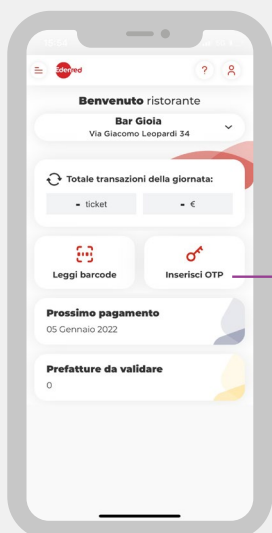 Edenred
?
Benvenuto ristorante
Bar Gioia
Via Giacomo Leopardi 34
Totale transazioni della giornata:
- ticket
- €
Leggi barcode
Inserisci OTP
Prossimo pagamento
05 Gennaio 2022
Prefatture da validare
0